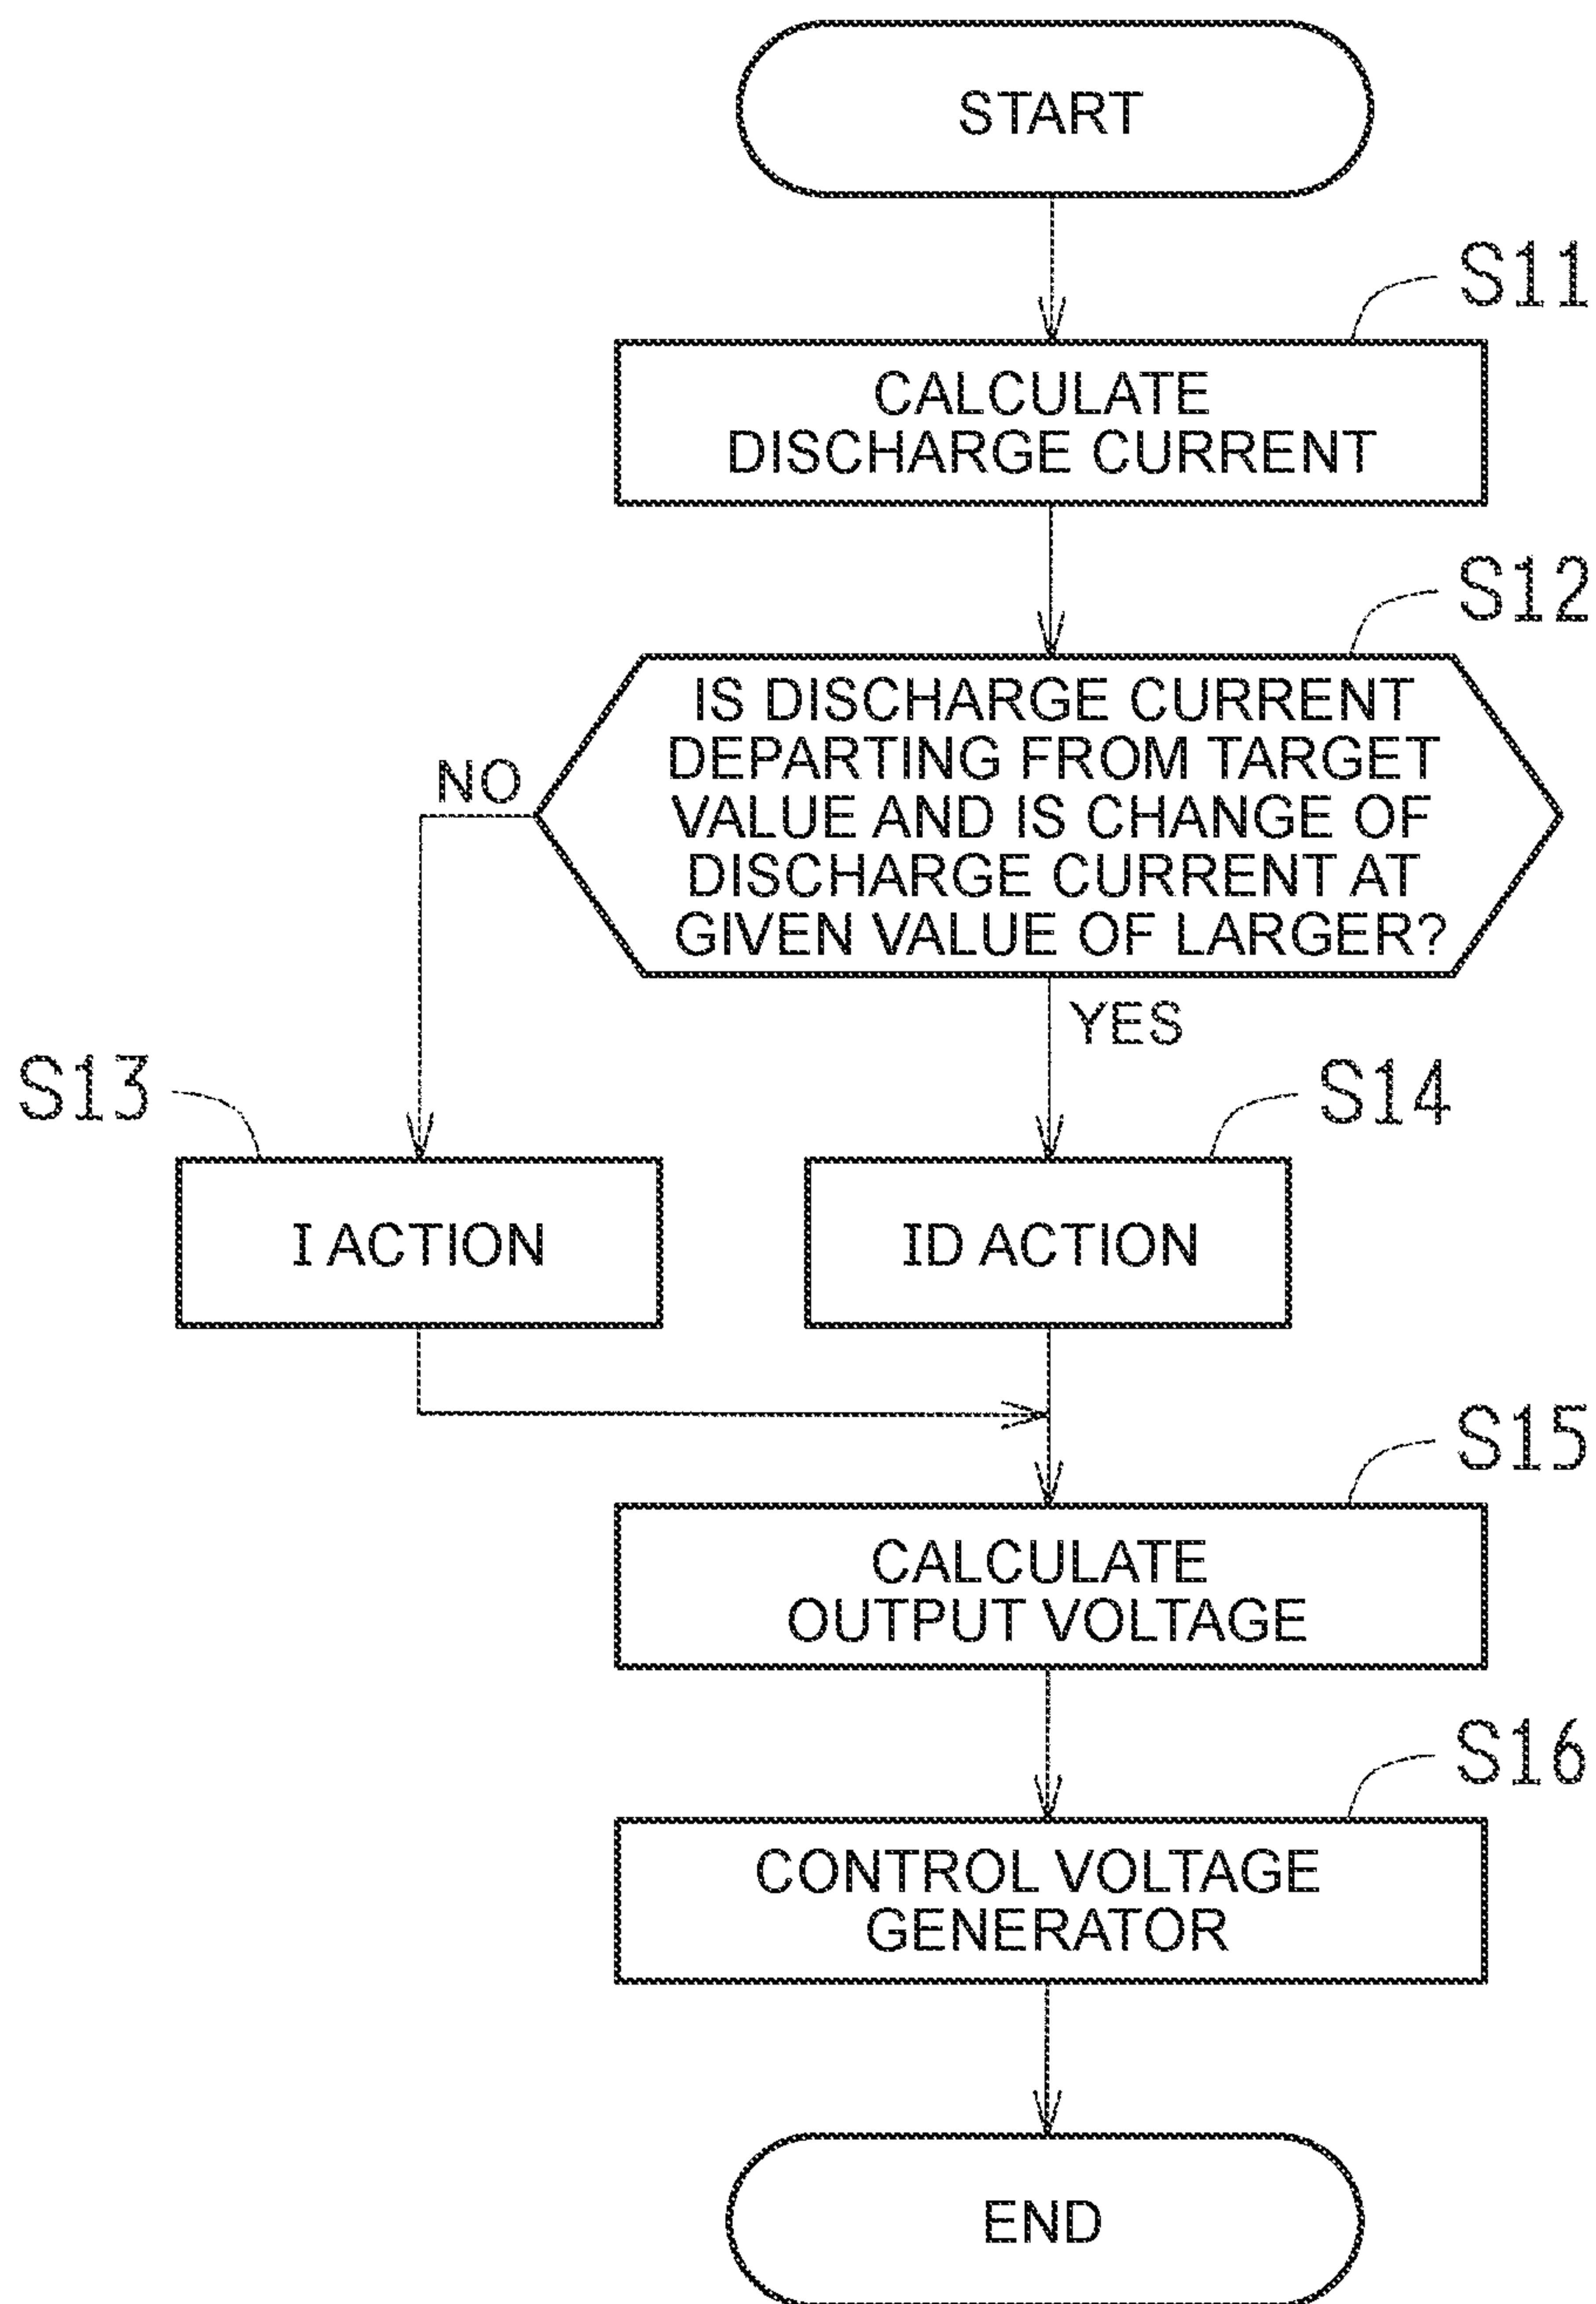 START
S11
CALCULATE
DISCHARGE CURRENT
S12
IS DISCHARGE CURRENT
DEPARTING FROM TARGET
VALUE AND IS CHANGE OF
DISCHARGE CURRENT AT
GIVEN VALUE OF LARGER?
NO
YES
S13
I ACTION
S14
ID ACTION
S15
CALCULATE
OUTPUT VOLTAGE
S16
CONTROL VOLTAGE
GENERATOR
END